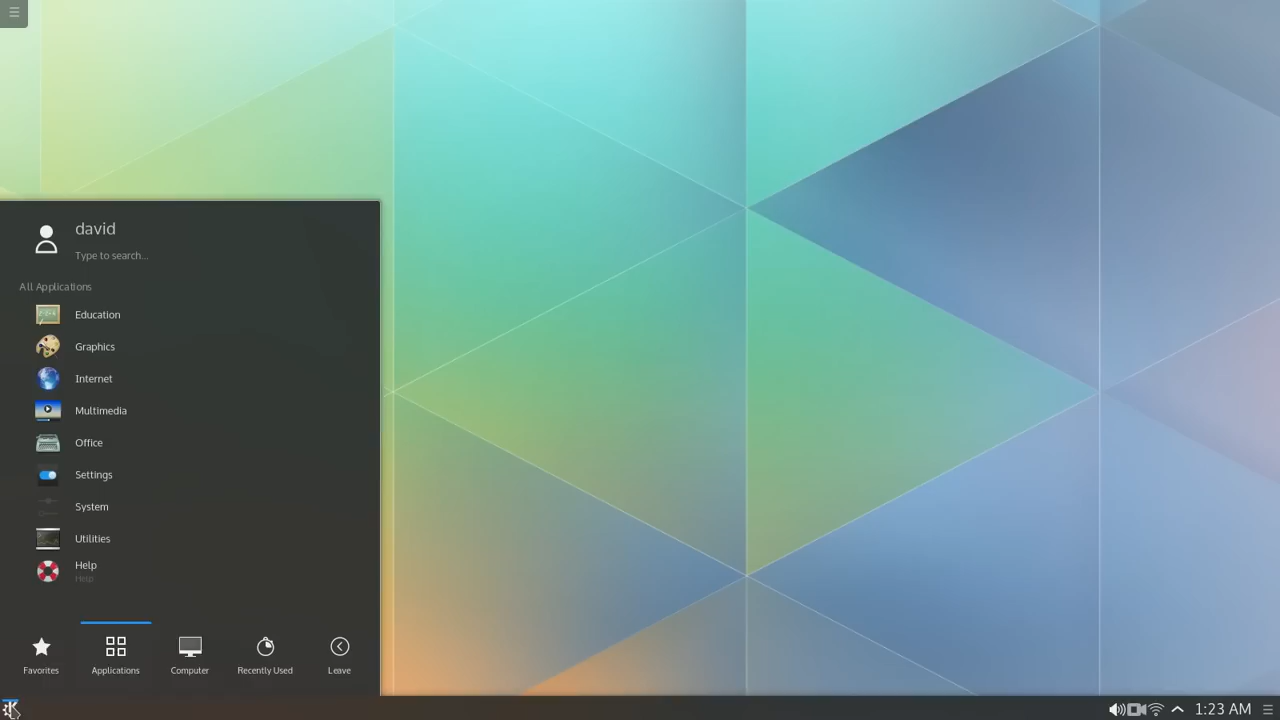 david
Type to search...
All Applications
Education
Graphics
Internet
Multimedia
Office
Settings
System
Utilities
Help
Help
Favorites
Applications
Computer
Recently Used
Leave
1:23 AM